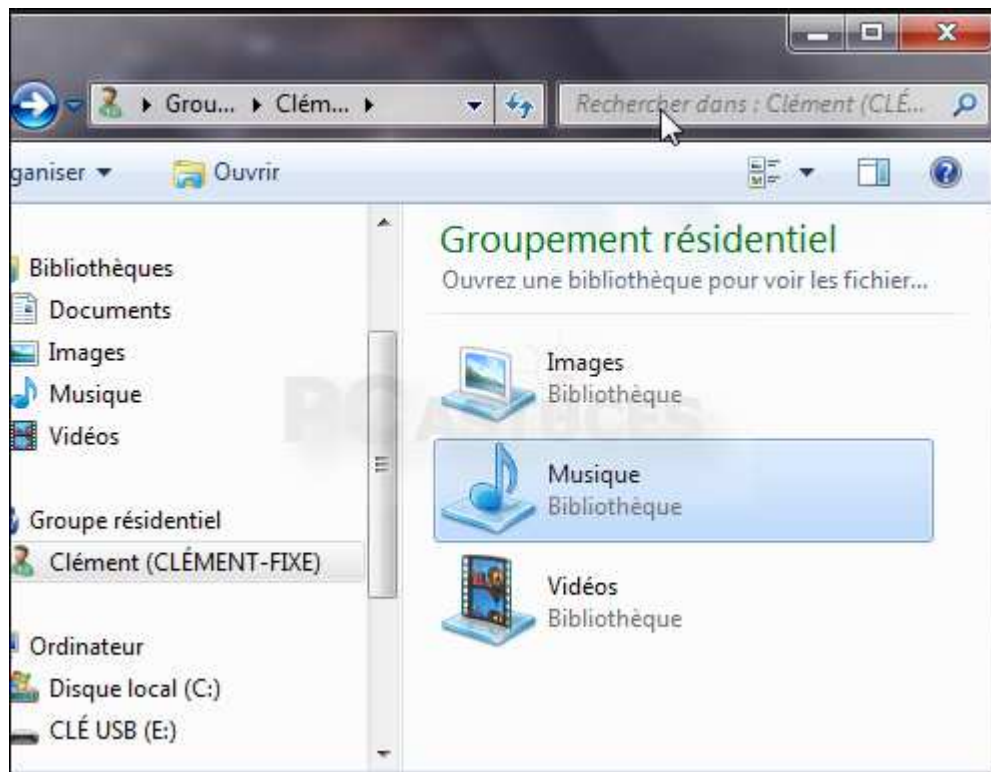 Grou... Clém...
Rechercher dans : Clément (CLÉ...
ganiser
Ouvrir
Bibliothèques
Documents
Images
Musique
Vidéos
Groupe résidentiel
Clément (CLÉMENT-FIXE)
Ordinateur
Disque local (C:)
CLÉ USB (E:)
Groupement résidentiel
Ouvrez une bibliothèque pour voir les fichier...
Images
Bibliothèque
Musique
Bibliothèque
Vidéos
Bibliothèque
PC ASTUCES